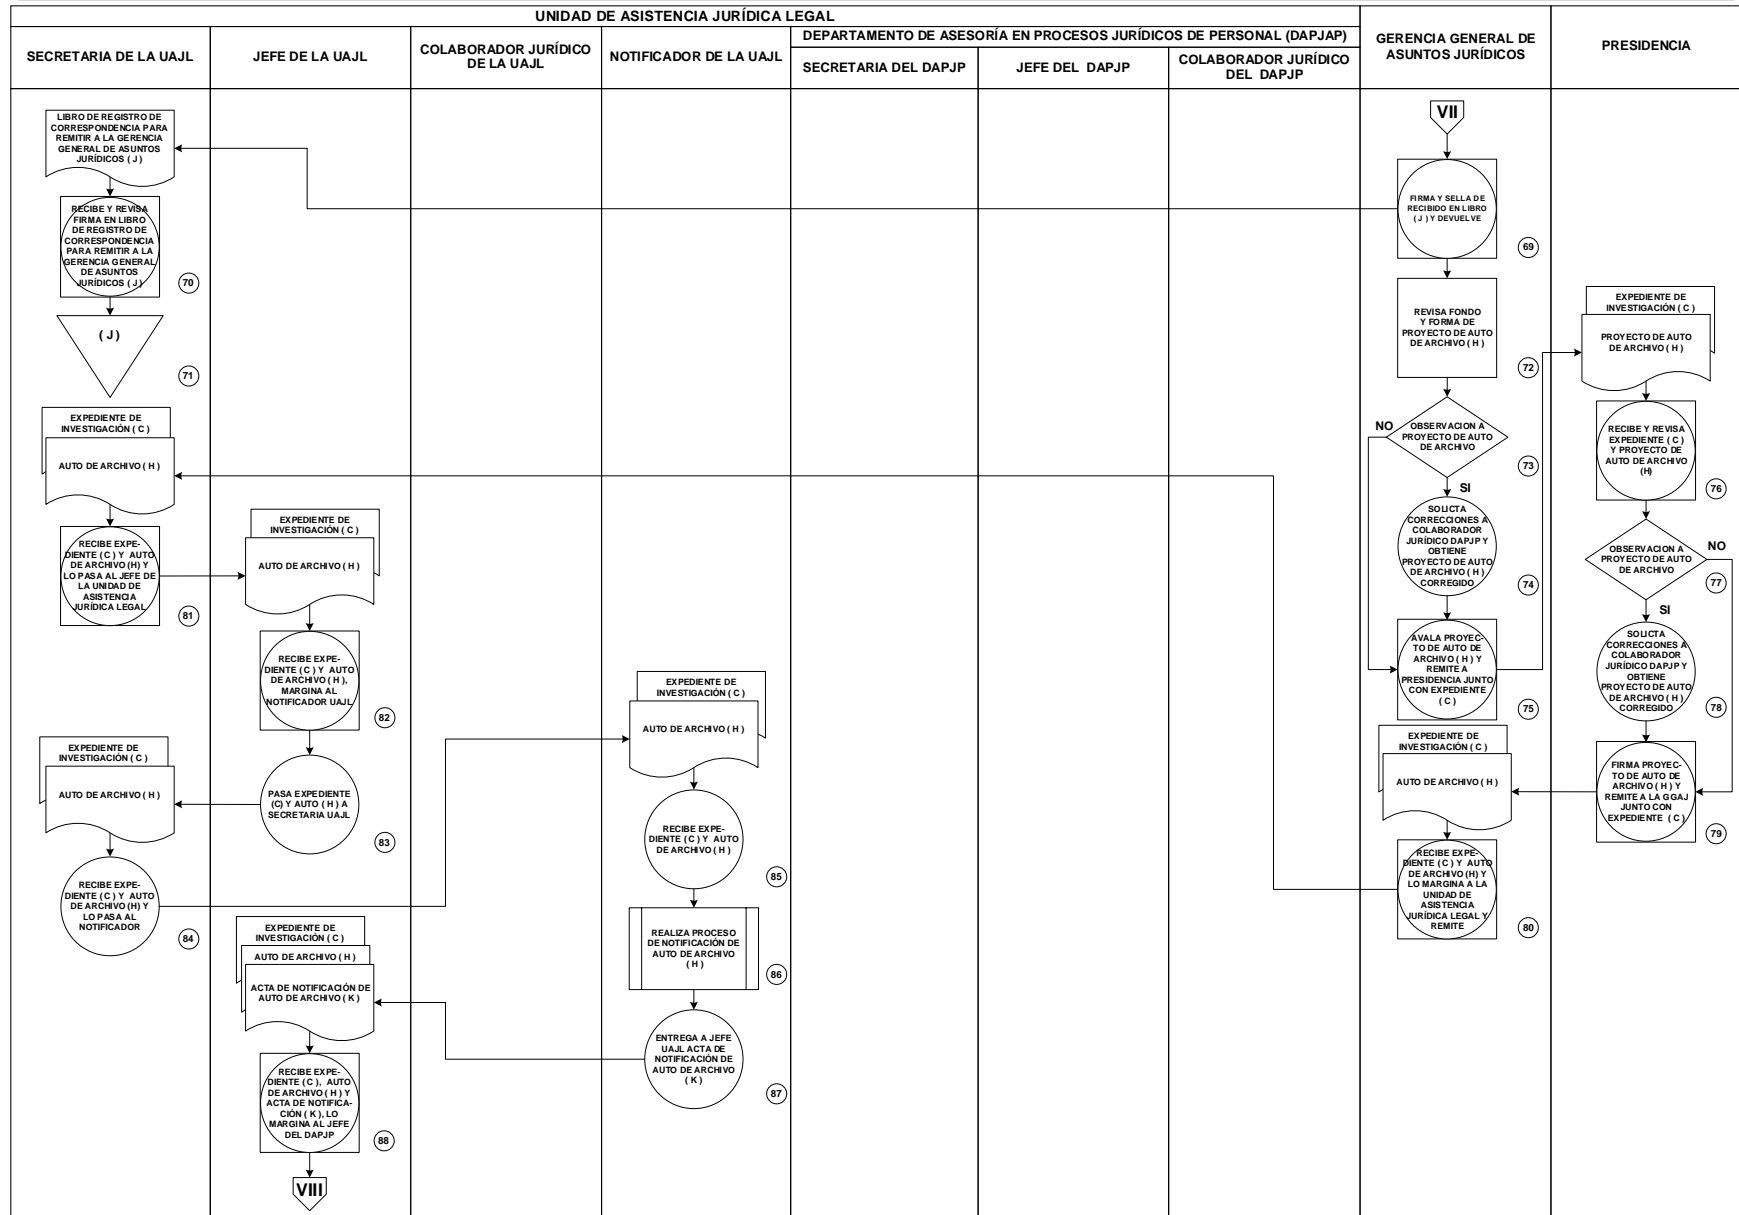 UNIDAD DE ASISTENCIA JURÍDICA LEGAL
SECRETARIA DE LA UAJL
JEFE DE LA UAJL
COLABORADOR JURÍDICO
DE LA UAJL
NOTIFICADOR DE LA UAJL
DEPARTAMENTO DE ASESORÍA EN PROCESOS JURÍDICOS DE PERSONAL (DAPJAP)
SECRETARIA DEL DAPJP
JEFE DEL DAPJP
COLABORADOR JURÍDICO
DEL DAPJP
GERENCIA GENERAL DE
ASUNTOS JURÍDICOS
PRESIDENCIA
LIBRO DE REGISTRO DE
CORRESPONDENCIA PARA
REMITIR A LA GERENCIA
GENERAL DE ASUNTOS
JURÍDICOS ( J )
RECIBE Y REVISA
FIRMA EN LIBRO
DE REGISTRO DE
CORRESPONDENCIA
PARA REMITIR A LA
GERENCIA GENERAL
DE ASUNTOS
JURÍDICOS ( J )
70
( J )
71
EXPEDIENTE DE
INVESTIGACIÓN ( C )
AUTO DE ARCHIVO ( H )
RECIBE EXPE-
DIENTE ( C ) Y AUTO
DE ARCHIVO (H) Y
LO PASA AL JEFE DE
LA UNIDAD DE
ASISTENCIA
JURÍDICA LEGAL
81
EXPEDIENTE DE
INVESTIGACIÓN ( C )
AUTO DE ARCHIVO ( H )
RECIBE EXPE-
DIENTE ( C ) Y AUTO
DE ARCHIVO (H) Y
LO PASA AL
NOTIFICADOR
84
EXPEDIENTE DE
INVESTIGACIÓN ( C )
AUTO DE ARCHIVO ( H )
RECIBE EXPE-
DIENTE ( C ) Y AUTO
DE ARCHIVO ( H ),
MARGINA AL
NOTIFICADOR UAJL
82
PASA EXPEDIENTE
(C) Y AUTO ( H ) A
SECRETARIA UAJL
83
EXPEDIENTE DE
INVESTIGACIÓN ( C )
AUTO DE ARCHIVO ( H )
ACTA DE NOTIFICACIÓN DE
AUTO DE ARCHIVO ( K )
RECIBE EXPE-
DIENTE ( C ), AUTO
DE ARCHIVO ( H ) Y
ACTA DE NOTIFICA-
CIÓN ( K ), LO
MARGINA AL JEFE
DEL DAPJP
88
VIII
EXPEDIENTE DE
INVESTIGACIÓN ( C )
AUTO DE ARCHIVO ( H )
RECIBE EXPE-
DIENTE ( C ) Y AUTO
DE ARCHIVO ( H )
85
REALIZA PROCESO
DE NOTIFICACIÓN DE
AUTO DE ARCHIVO
( H )
86
ENTREGA A JEFE
UAJL ACTA DE
NOTIFICACIÓN DE
AUTO DE ARCHIVO
( K )
87
VII
FIRMA Y SELLA DE
RECIBIDO EN LIBRO
( J ) Y DEVUELVE
69
REVISA FONDO
Y FORMA DE
PROYECTO DE AUTO
DE ARCHIVO ( H )
72
NO
OBSERVACION A
PROYECTO DE AUTO
DE ARCHIVO
73
SI
SOLICTA
CORRECCIONES A
COLABORADOR
JURÍDICO DAPJP Y
OBTIENE
PROYECTO DE AUTO
DE ARCHIVO ( H )
CORREGIDO
74
AVALA PROYEC-
TO DE AUTO DE
ARCHIVO ( H ) Y
REMITE A
PRESIDENCIA JUNTO
CON EXPEDIENTE
( C )
75
EXPEDIENTE DE
INVESTIGACIÓN ( C )
AUTO DE ARCHIVO ( H )
RECIBE EXPE-
DIENTE ( C ) Y AUTO
DE ARCHIVO (H) Y
LO MARGINA A LA
UNIDAD DE
ASISTENCIA
JURÍDICA LEGAL Y
REMITE
80
EXPEDIENTE DE
INVESTIGACIÓN ( C )
PROYECTO DE AUTO
DE ARCHIVO ( H )
RECIBE Y REVISA
EXPEDIENTE ( C )
Y PROYECTO DE
AUTO DE ARCHIVO
(H)
76
OBSERVACION A
PROYECTO DE AUTO
DE ARCHIVO
NO
77
SI
SOLICTA
CORRECCIONES A
COLABORADOR
JURÍDICO DAPJP Y
OBTIENE
PROYECTO DE AUTO
DE ARCHIVO ( H )
CORREGIDO
78
FIRMA PROYEC-
TO DE AUTO DE
ARCHIVO ( H ) Y
REMITE A LA GGAJ
JUNTO CON
EXPEDIENTE ( C )
79